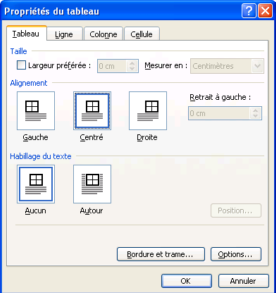 Propriétés du tableau
Tableau Ligne Colonne Cellule
Taille
Largeur préférée : 0 cm Mesurer en : Centimètres
Alignement
Retrait à gauche :
0 cm
Gauche Centré Droite
Habillage du texte
Aucun Autour
Position...
Bordure et trame... Options...
OK Annuler